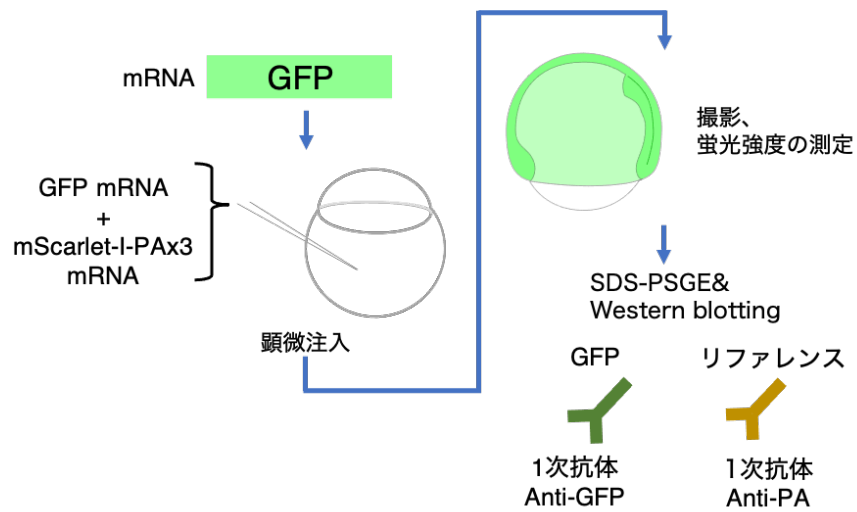 mRNA
GFP
GFP mRNA
+
mScarlet-I-PAx3
mRNA
顕微注入
撮影、
蛍光強度の測定
SDS-PSGE&
Western blotting
GFP
リファレンス
1次抗体
Anti-GFP
1次抗体
Anti-PA